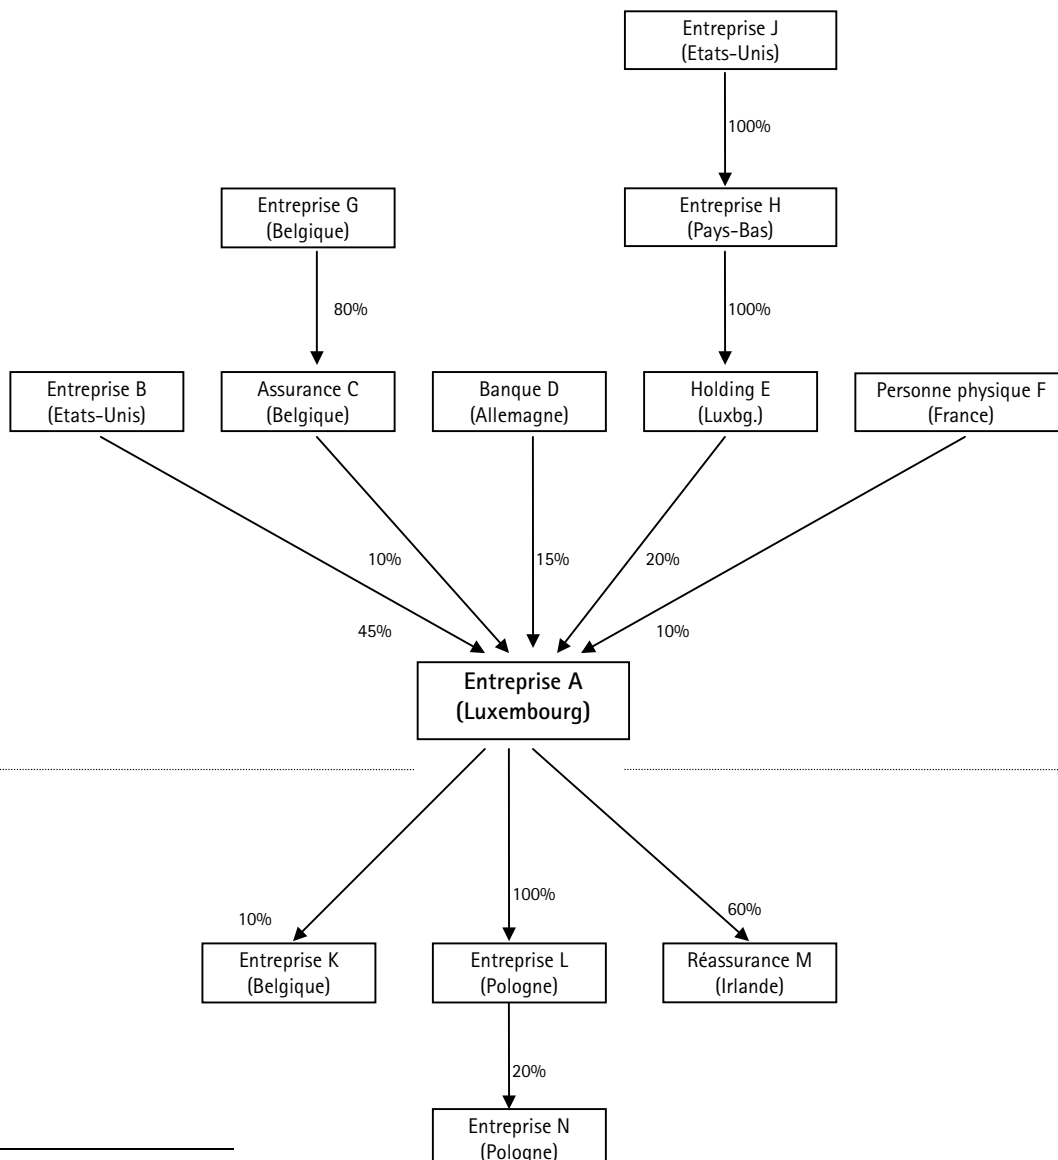 Entreprise J
(Etats-Unis)
100%
Entreprise G
(Belgique)
Entreprise H
(Pays-Bas)
80%
100%
Entreprise B
(Etats-Unis)
Assurance C
(Belgique)
Banque D
(Allemagne)
Holding E
(Luxbg.)
Personne physique F
(France)
10%
15%
20%
45%
10%
Entreprise A
(Luxembourg)
10%
100%
60%
Entreprise K
(Belgique)
Entreprise L
(Pologne)
Réassurance M
(Irlande)
20%
Entreprise N
(Pologne)